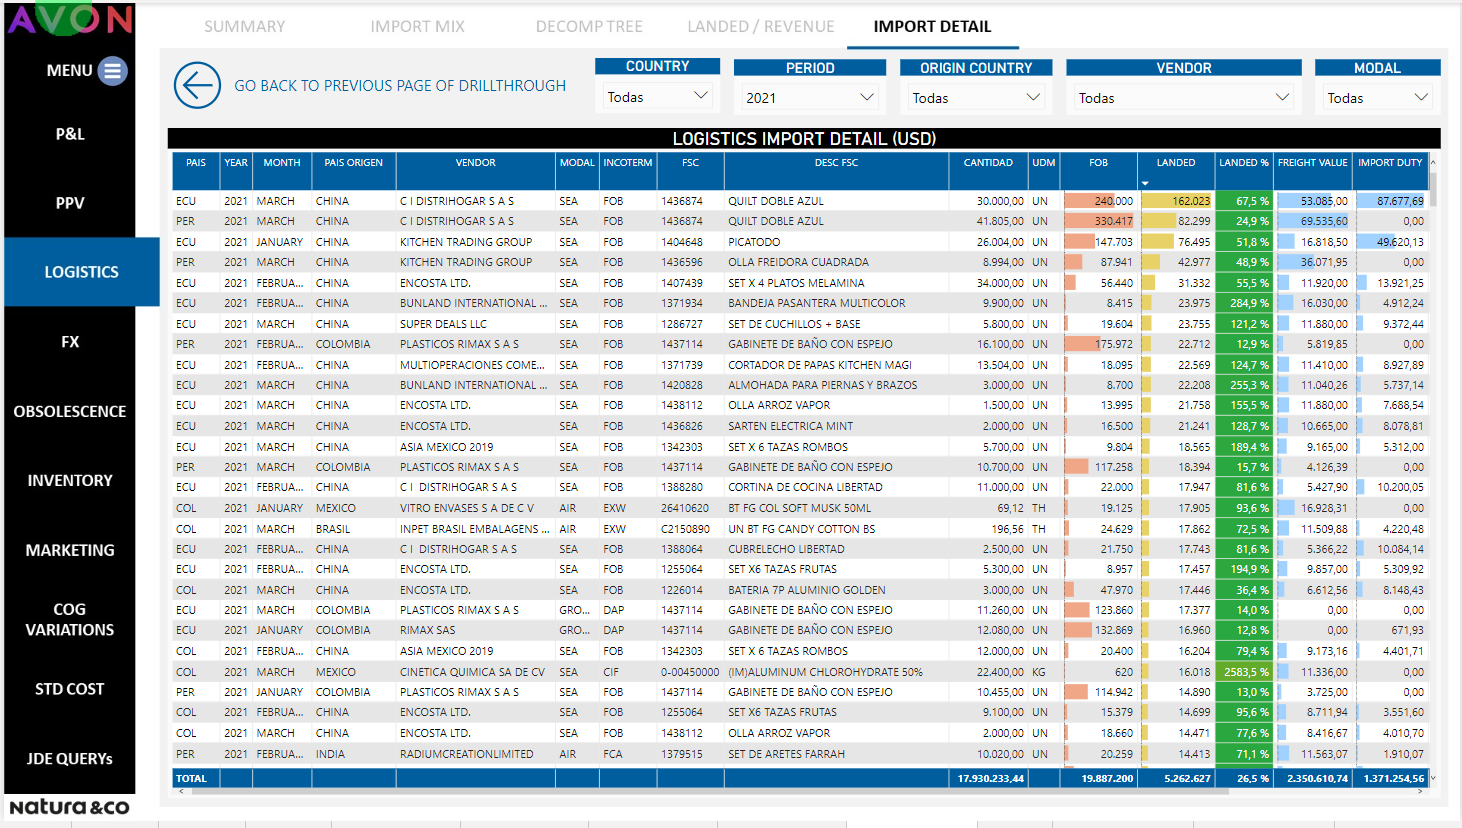 AVON
SUMMARY IMPORT MIX DECOMP TREE LANDED / REVENUE IMPORT DETAIL
MENU
P&L
PPV
LOGISTICS
FX
OBSOLESCENCE
INVENTORY
MARKETING
COG
VARIATIONS
STD COST
JDE QUERYs
natura &co
GO BACK TO PREVIOUS PAGE OF DRILLTHROUGH
COUNTRY PERIOD ORIGIN COUNTRY VENDOR MODAL
Todas 2021 Todas Todas Todas
LOGISTICS IMPORT DETAIL (USD)
PAIS YEAR MONTH PAIS ORIGEN VENDOR MODAL INCOTERM FSC DESC FSC CANTIDAD UDM FOB LANDED LANDED % FREIGHT VALUE IMPORT DUTY
ECU 2021 MARCH CHINA C I DISTRIHOGAR S A S SEA FOB 1436874 QUILT DOBLE AZUL 30.000,00 UN 240.000 162.023 67,5 % 53.085,00 87.677,69
PER 2021 MARCH CHINA C I DISTRIHOGAR S A S SEA FOB 1436874 QUILT DOBLE AZUL 41.805,00 UN 330.417 82.299 24,9 % 69.535,60 0,00
ECU 2021 JANUARY CHINA KITCHEN TRADING GROUP SEA FOB 1404648 PICATODO 26.004,00 UN 147.703 76.495 51,8 % 16.818,50 49.620,13
PER 2021 MARCH CHINA KITCHEN TRADING GROUP SEA FOB 1436596 OLLA FREIDORA CUADRADA 8.994,00 UN 87.941 42.977 48,9 % 36.071,95 0,00
ECU 2021 FEBRUA... CHINA ENCOSTA LTD. SEA FOB 1407439 SET X 4 PLATOS MELAMINA 34.000,00 UN 56.440 31.332 55,5 % 11.920,00 13.921,25
ECU 2021 FEBRUA... CHINA BUNLAND INTERNATIONAL ... SEA FOB 1371934 BANDEJA PASANTERA MULTICOLOR 9.900,00 UN 8.415 23.975 284,9 % 16.030,00 4.912,24
ECU 2021 MARCH CHINA SUPER DEALS LLC SEA FOB 1286727 SET DE CUCHILLOS + BASE 5.800,00 UN 19.604 23.755 121,2 % 11.880,00 9.372,44
PER 2021 FEBRUA... COLOMBIA PLASTICOS RIMAX S A S SEA FOB 1437114 GABINETE DE BAÑO CON ESPEJO 16.100,00 UN 175.972 22.712 12,9 % 5.819,85 0,00
ECU 2021 FEBRUA... CHINA MULTIOPERACIONES COME... SEA FOB 1371739 CORTADOR DE PAPAS KITCHEN MAGI 13.504,00 UN 18.095 22.569 124,7 % 11.410,00 8.927,89
ECU 2021 MARCH CHINA BUNLAND INTERNATIONAL ... SEA FOB 1420828 ALMOHADA PARA PIERNAS Y BRAZOS 3.000,00 UN 8.700 22.208 255,3 % 11.040,26 5.737,14
ECU 2021 MARCH CHINA ENCOSTA LTD. SEA FOB 1438112 OLLA ARROZ VAPOR 1.500,00 UN 13.995 21.758 155,5 % 11.880,00 7.688,54
ECU 2021 MARCH CHINA ENCOSTA LTD. SEA FOB 1436826 SARTEN ELECTRICA MINT 2.000,00 UN 16.500 21.241 128,7 % 10.665,00 8.078,81
ECU 2021 MARCH CHINA ASIA MEXICO 2019 SEA FOB 1342303 SET X 6 TAZAS ROMBOS 5.700,00 UN 9.804 18.565 189,4 % 9.165,00 5.312,00
PER 2021 MARCH COLOMBIA PLASTICOS RIMAX S A S SEA FOB 1437114 GABINETE DE BAÑO CON ESPEJO 10.700,00 UN 117.258 18.394 15,7 % 4.126,39 0,00
ECU 2021 FEBRUA... CHINA C I DISTRIHOGAR S A S SEA FOB 1388280 CORTINA DE COCINA LIBERTAD 11.000,00 UN 22.000 17.947 81,6 % 5.427,90 10.200,05
COL 2021 JANUARY MEXICO VITRO ENVASES S A DE C V AIR EXW 26410620 BT FG COL SOFT MUSK 50ML 69,12 TH 19.125 17.905 93,6 % 16.928,31 0,00
COL 2021 MARCH BRASIL INPET BRASIL EMBALAGENS ... AIR EXW C2150890 UN BT FG CANDY COTTON BS 196,56 TH 24.629 17.862 72,5 % 11.509,88 4.220,48
ECU 2021 FEBRUA... CHINA C I DISTRIHOGAR S A S SEA FOB 1388064 CUBRELECHO LIBERTAD 2.500,00 UN 21.750 17.743 81,6 % 5.366,22 10.084,14
ECU 2021 FEBRUA... CHINA ENCOSTA LTD. SEA FOB 1255064 SET X6 TAZAS FRUTAS 5.300,00 UN 8.957 17.457 194,9 % 9.857,00 5.309,92
COL 2021 FEBRUA... CHINA ENCOSTA LTD. SEA FOB 1226014 BATERIA 7P ALUMINIO GOLDEN 3.000,00 UN 47.970 17.446 36,4 % 6.612,56 8.148,43
ECU 2021 MARCH COLOMBIA PLASTICOS RIMAX S A S GRO... DAP 1437114 GABINETE DE BAÑO CON ESPEJO 11.260,00 UN 123.860 17.377 14,0 % 0,00 0,00
ECU 2021 JANUARY COLOMBIA RIMAX SAS GRO... DAP 1437114 GABINETE DE BAÑO CON ESPEJO 12.080,00 UN 132.869 16.960 12,8 % 0,00 671,93
COL 2021 JANUARY CHINA ASIA MEXICO 2019 SEA FOB 1342303 SET X 6 TAZAS ROMBOS 12.000,00 UN 20.400 16.204 79,4 % 9.173,16 4.401,71
COL 2021 MARCH MEXICO CINETICA QUIMICA SA DE CV SEA CIF 0-00450000 (IM)ALUMINUM CHLOROHYDRATE 50% 22.400,00 KG 620 16.018 2583,5 % 11.336,00 0,00
PER 2021 JANUARY COLOMBIA PLASTICOS RIMAX S A S SEA FOB 1437114 GABINETE DE BAÑO CON ESPEJO 10.455,00 UN 114.942 14.890 13,0 % 3.725,00 0,00
COL 2021 FEBRUA... CHINA ENCOSTA LTD. SEA FOB 1255064 SET X6 TAZAS FRUTAS 9.100,00 UN 15.379 14.699 95,6 % 8.711,94 3.551,60
COL 2021 MARCH CHINA ENCOSTA LTD. SEA FOB 1438112 OLLA ARROZ VAPOR 2.000,00 UN 18.660 14.471 77,6 % 8.416,67 4.010,70
PER 2021 FEBRUA... INDIA RADIUMCREATIONLIMITED AIR FCA 1379515 SET DE ARETES FARRAH 10.020,00 UN 20.259 14.413 71,1 % 11.563,07 1.910,07
TOTAL 17.930.233,44 19.887.200 5.262.627 26,5 % 2.350.610,74 1.371.254,56